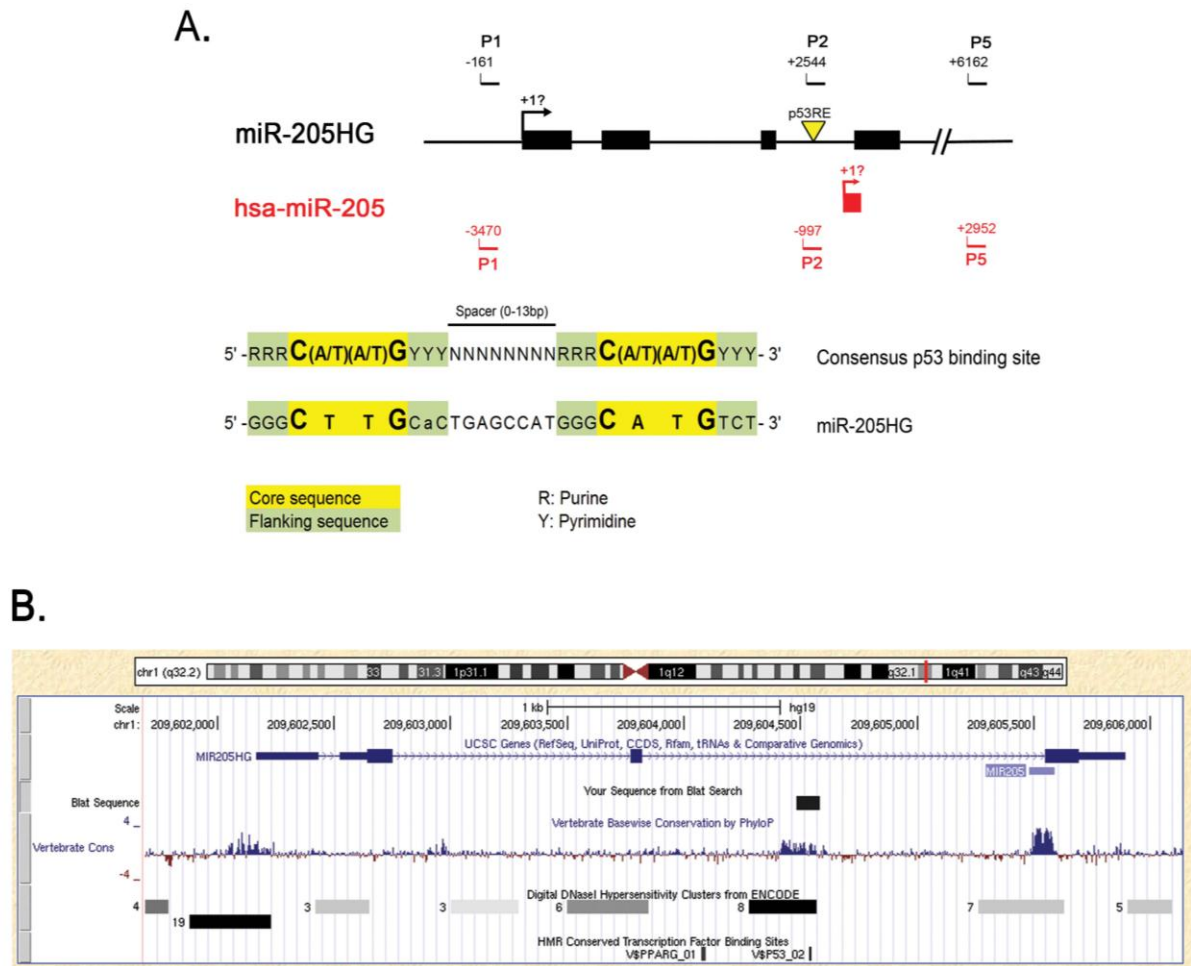 A.
P1 P2 P5
-161 +2544 +6162
+1? p53RE
miR-205HG
+1?
hsa-miR-205
-3470 -997 +2952
P1 P2 P5
Spacer (0-13bp)
5' -RRRC(A/T)(A/T)GYYYNNNNNNNNRRRC(A/T)(A/T)GYYY- 3' Consensus p53 binding site
5' -GGGC T T GCaCTGAGCCATGGGC A T GTCT- 3' miR-205HG
Core sequence R: Purine
Flanking sequence Y: Pyrimidine
B.
chr1 (q32.2) 33 31.3 1p31.1 1q12 q32.1 1q41 q43 q44
Scale 1 kb hg19
chr1: 209,602,000 209,602,500 209,603,000 209,603,500 209,604,000 209,604,500 209,605,000 209,605,500 209,606,000
UCSC Genes (RefSeq, UniProt, CCDS, Rfam, tRNAs & Comparative Genomics)
MIR205HG
MIR205
Your Sequence from Blat Search
Blat Sequence
4 _ Vertebrate Basewise Conservation by PhyloP
Vertebrate Cons
-4 _
Digital DNaseI Hypersensitivity Clusters from ENCODE
4 3 3 6 8 7 5
19
HMR Conserved Transcription Factor Binding Sites
V$PPARG_01 V$P53_02